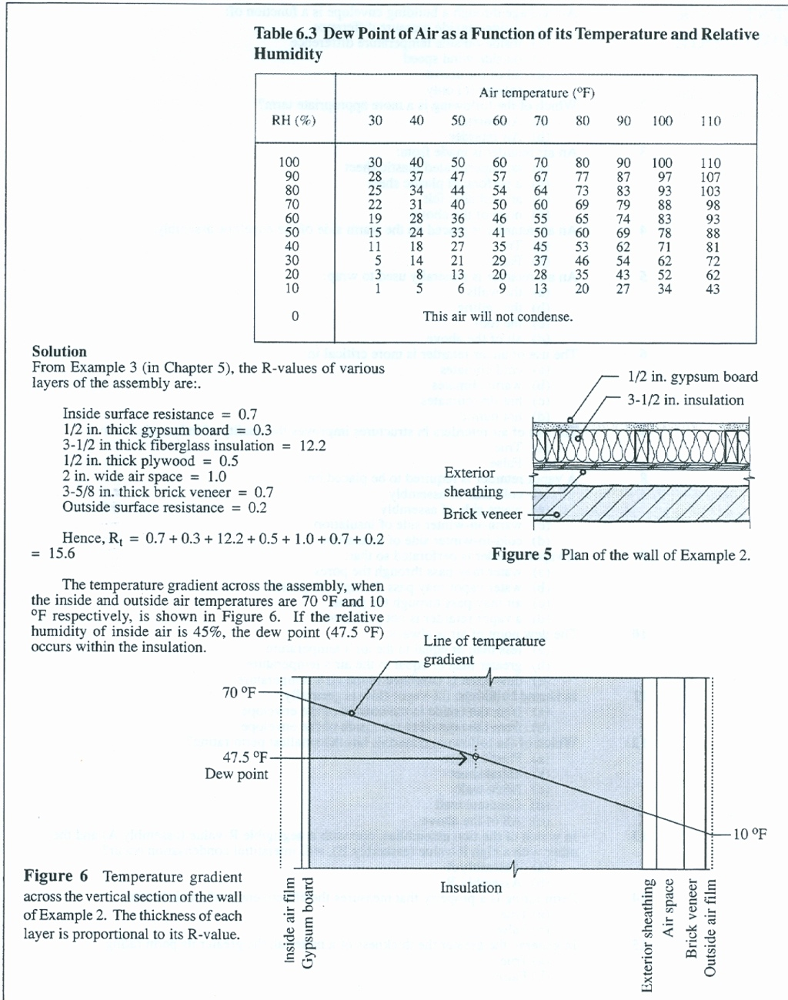 Table 6.3 Dew Point of Air as a Function of its Temperature and Relative
Humidity
Air temperature (°F)
RH (%) 30 40 50 60 70 80 90 100 110
100 30 40 50 60 70 80 90 100 110
90 28 37 47 57 67 77 87 97 107
80 25 34 44 54 64 73 83 93 103
70 22 31 40 50 60 69 79 88 98
60 19 28 36 46 55 65 74 83 93
50 15 24 33 41 50 60 69 78 88
40 11 18 27 35 45 53 62 71 81
30 5 14 21 29 37 46 54 62 72
20 3 8 13 20 28 35 43 52 62
10 1 5 6 9 13 20 27 34 43
0 This air will not condense.
Solution
From Example 3 (in Chapter 5), the R-values of various
layers of the assembly are:.
Inside surface resistance = 0.7
1/2 in. thick gypsum board = 0.3
3-1/2 in thick fiberglass insulation = 12.2
1/2 in. thick plywood = 0.5
2 in. wide air space = 1.0
3-5/8 in. thick brick veneer = 0.7
Outside surface resistance = 0.2
Hence, Rt = 0.7 + 0.3 + 12.2 + 0.5 + 1.0 + 0.7 + 0.2
= 15.6
The temperature gradient across the assembly, when
the inside and outside air temperatures are 70 °F and 10
°F respectively, is shown in Figure 6. If the relative
humidity of inside air is 45%, the dew point (47.5 °F)
occurs within the insulation.
1/2 in. gypsum board
3-1/2 in. insulation
Exterior
sheathing
Brick veneer
Figure 5 Plan of the wall of Example 2.
Line of temperature
gradient
70 °F
47.5 °F
Dew point
10 °F
Inside air film
Gypsum board
Insulation
Exterior sheathing
Air space
Brick veneer
Outside air film
Figure 6 Temperature gradient
across the vertical section of the wall
of Example 2. The thickness of each
layer is proportional to its R-value.